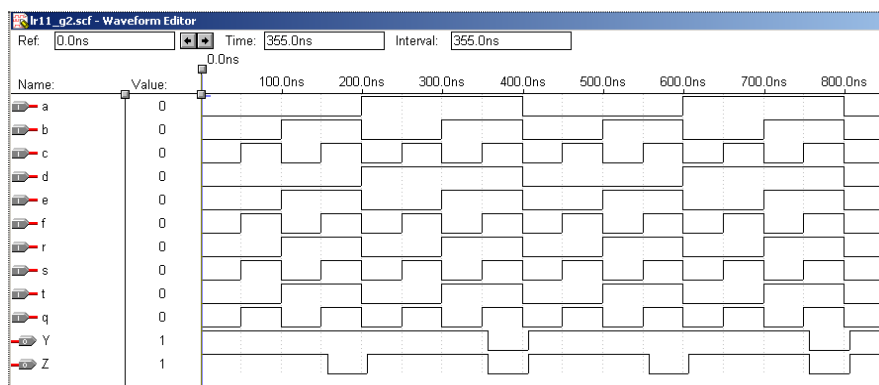 lr11_g2.scf - Waveform Editor
Ref: 0.0ns Time: 355.0ns Interval: 355.0ns
0.0ns
Name: Value: 100.0ns 200.0ns 300.0ns 400.0ns 500.0ns 600.0ns 700.0ns 800.0ns
a 0
b 0
c 0
d 0
e 0
f 0
r 0
s 0
t 0
q 0
Y 1
Z 1